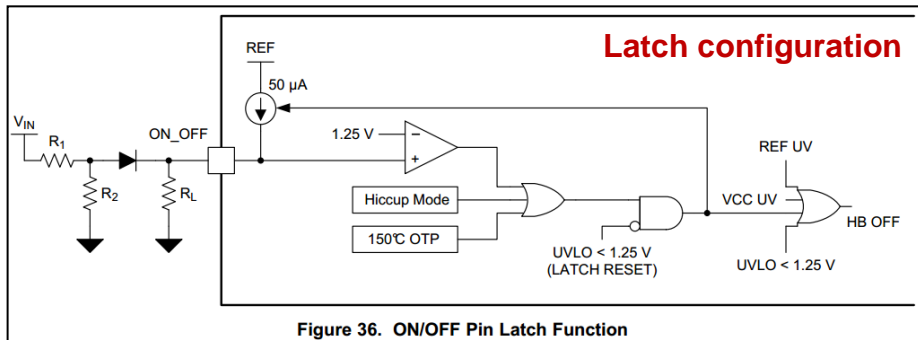 Latch configuration
REF
50 µA
VIN
R1
ON_OFF
1.25 V
−
+
REF UV
R2
RL
Hiccup Mode
VCC UV
HB OFF
150℃ OTP
UVLO < 1.25 V
(LATCH RESET)
UVLO < 1.25 V
Figure 36. ON/OFF Pin Latch Function